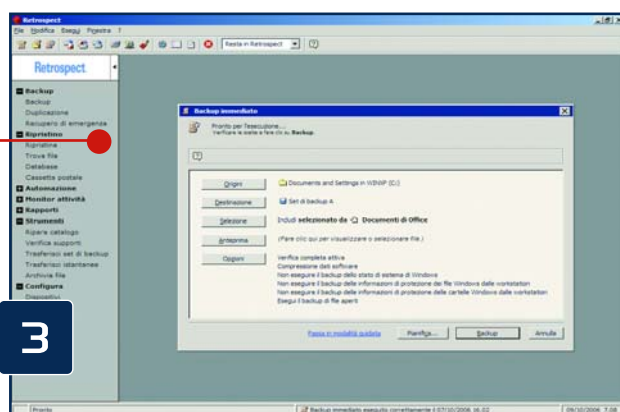 Retrospect
File Modifica Esegui Finestra ?
Resta in Retrospect
Retrospect
Backup
Backup
Duplicazione
Recupero di emergenza
Ripristino
Ripristina
Trova file
Database
Cassetta postale
Automazione
Monitor attività
Rapporti
Strumenti
Ripara catalogo
Verifica supporti
Trasferisci set di backup
Trasferisci istantanee
Archivia file
Configura
Dispositivi
Backup immediato
Pronto per l'esecuzione...
Verificare le scelte e fare clic su Backup.
Origini
Documents and Settings in WINXP (C:)
Destinazione
Set di backup A
Selezione
Includi selezionato da Documenti di Office
Anteprima
(Fare clic qui per visualizzare o selezionare file.)
Opzioni
Verifica completa attiva
Compressione dati software
Non eseguire il backup dello stato di sistema di Windows
Non eseguire il backup delle informazioni di protezione dei file Windows dalle workstation
Non eseguire il backup delle informazioni di protezione delle cartelle Windows dalle workstation
Esegui il backup di file aperti
Passa in modalità guidata
Pianifica...
Backup
Annulla
3
Pronto
Backup immediato eseguito correttamente il 07/10/2006 16.02
09/10/2006 7.08